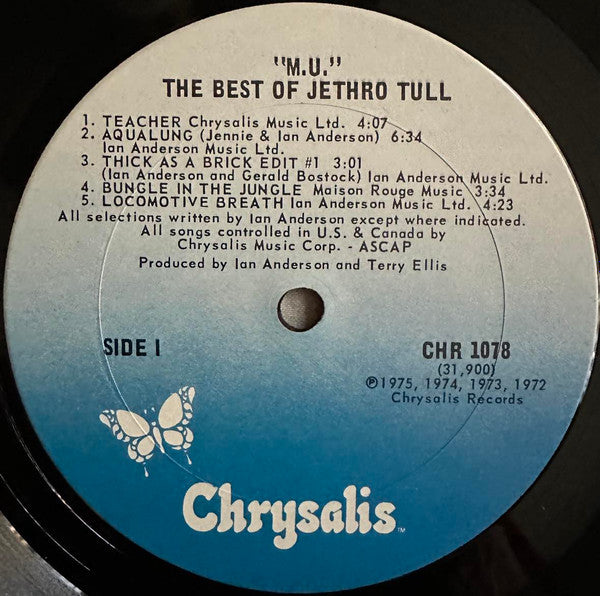 "M.U."
THE BEST OF JETHRO TULL
1. TEACHER Chrysalis Music Ltd. 4:07
2. AQUALUNG (Jennie & Ian Anderson) 6:34
Ian Anderson Music Ltd.
3. THICK AS A BRICK EDIT #1 3:01
(Ian Anderson and Gerald Bostock) Ian Anderson Music Ltd.
4. BUNGLE IN THE JUNGLE Maison Rouge Music 3:34
5. LOCOMOTIVE BREATH Ian Anderson Music Ltd. 4:23
All selections written by Ian Anderson except where indicated.
All songs controlled in U.S. & Canada by
Chrysalis Music Corp. - ASCAP
Produced by Ian Anderson and Terry Ellis
SIDE I
CHR 1078
(31,900)
℗1975, 1974, 1973, 1972
Chrysalis Records
Chrysalis™